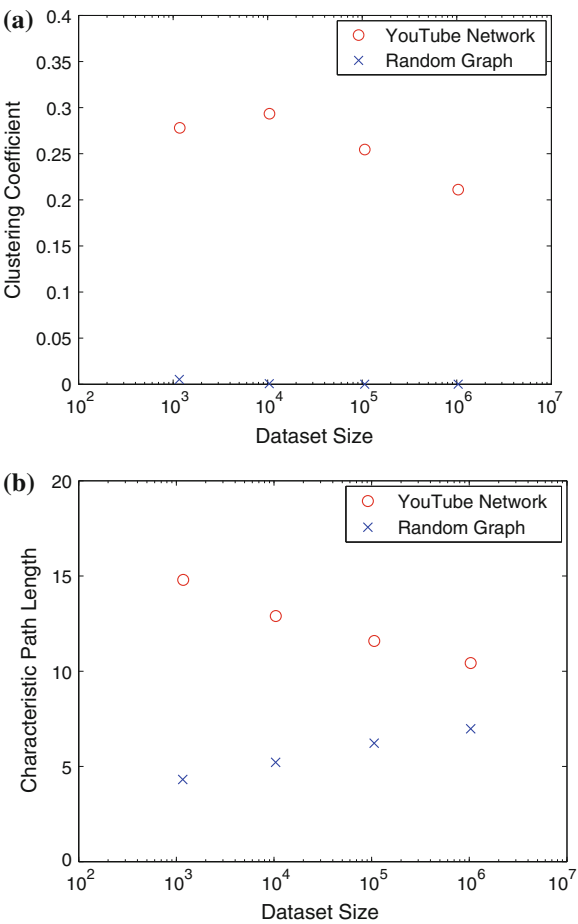 (a)
0.4
0.35
0.3
0.25
0.2
0.15
0.1
0.05
0
Clustering Coefficient
YouTube Network
Random Graph
10^2
10^3
10^4
10^5
10^6
10^7
Dataset Size
(b)
20
15
10
5
0
Characteristic Path Length
YouTube Network
Random Graph
10^2
10^3
10^4
10^5
10^6
10^7
Dataset Size